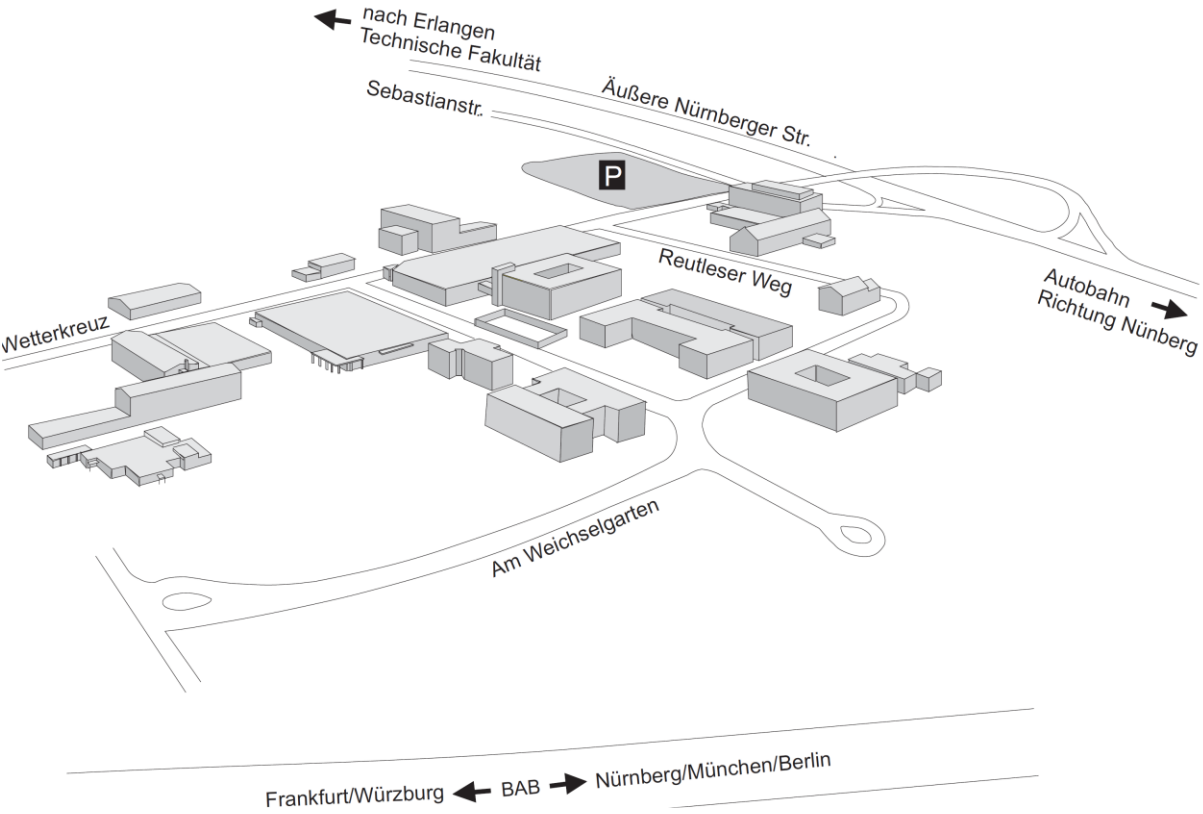 nach Erlangen
Technische Fakultät
Äußere Nürnberger Str.
Sebastianstr.
P
Reutleser Weg
Autobahn
Richtung Nünberg
Wetterkreuz
Am Weichselgarten
Frankfurt/Würzburg BAB Nürnberg/München/Berlin